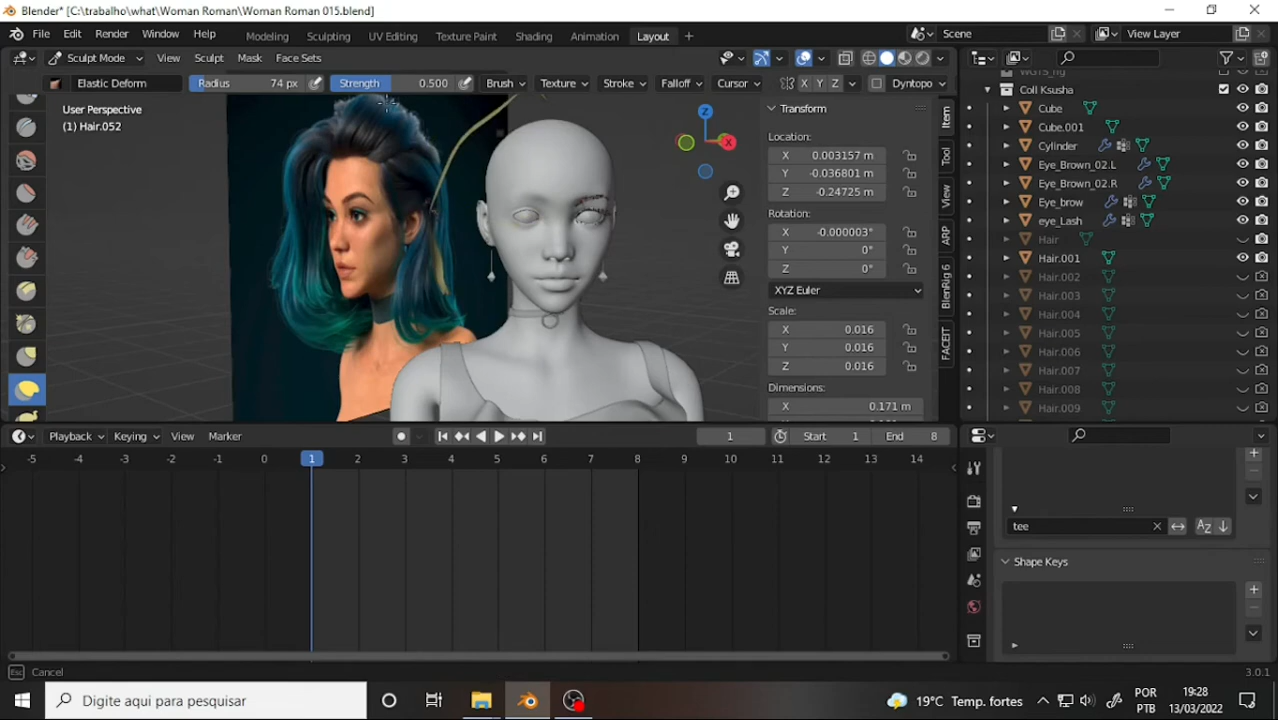 Blender* [C:\trabalho\what\Woman Roman\Woman Roman 015.blend]
File Edit Render Window Help Modeling Sculpting UV Editing Texture Paint Shading Animation Layout Scene View Layer
Sculpt Mode View Sculpt Mask Face Sets
Elastic Deform Radius 74 px Strength 0.500 Brush Texture Stroke Falloff Cursor X Y Z Dyntopo
User Perspective
(1) Hair.052
Z
X
Transform
Location:
X 0.003157 m
Y -0.036801 m
Z -0.24725 m
Rotation:
X -0.000003°
Y 0°
Z 0°
XYZ Euler
Scale:
X 0.016
Y 0.016
Z 0.016
Dimensions:
X 0.171 m
Item
Tool
View
ARP
BlenRig 6
FACEIT
WGTS_rig
Coll Ksusha
Cube
Cube.001
Cylinder
Eye_Brown_02.L
Eye_Brown_02.R
Eye_brow
eye_Lash
Hair
Hair.001
Hair.002
Hair.003
Hair.004
Hair.005
Hair.006
Hair.007
Hair.008
Hair.009
Playback Keying View Marker 1 Start 1 End 8
-5 -4 -3 -2 -1 0 1 2 3 4 5 6 7 8 9 10 11 12 13 14
tee
Shape Keys
Esc Cancel 3.0.1
Digite aqui para pesquisar
19°C Temp. fortes
POR
PTB
19:28
13/03/2022